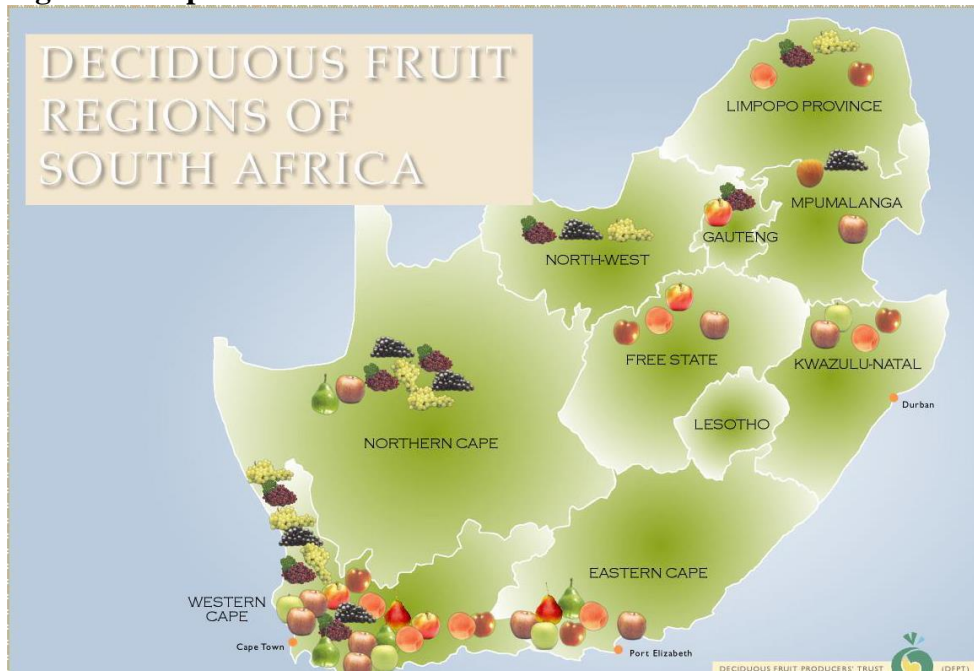 DECIDUOUS FRUIT
REGIONS OF
SOUTH AFRICA
LIMPOPO PROVINCE
MPUMALANGA
GAUTENG
NORTH-WEST
FREE STATE
KWAZULU-NATAL
Durban
LESOTHO
NORTHERN CAPE
EASTERN CAPE
WESTERN
CAPE
Cape Town
Port Elizabeth
DECIDUOUS FRUIT PRODUCERS' TRUST (DFPT)